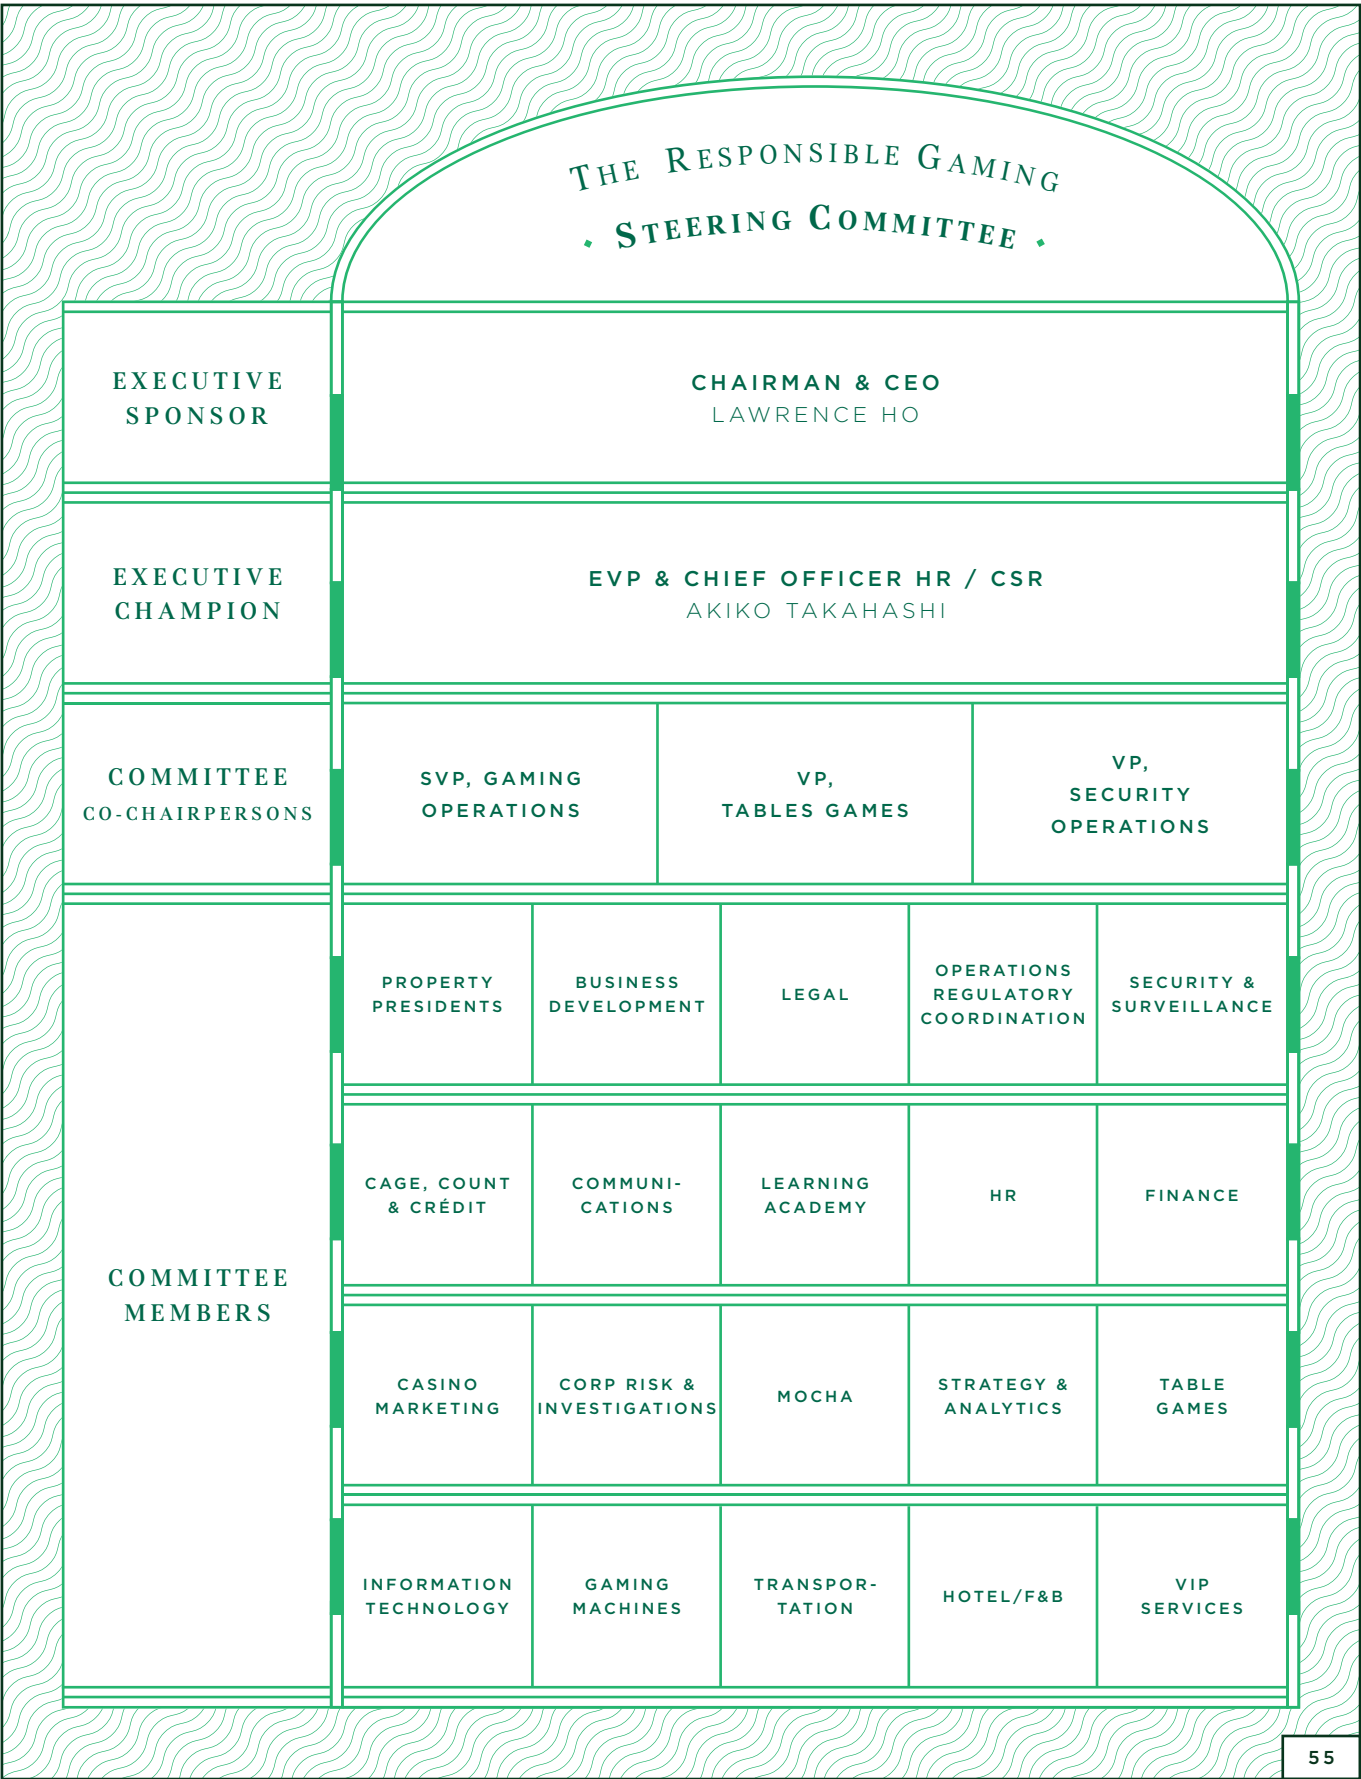 THE RESPONSIBLE GAMING
STEERING COMMITTEE
EXECUTIVE
SPONSOR
CHAIRMAN & CEO
LAWRENCE HO
EXECUTIVE
CHAMPION
EVP & CHIEF OFFICER HR / CSR
AKIKO TAKAHASHI
COMMITTEE
CO-CHAIRPERSONS
SVP, GAMING
OPERATIONS
VP,
TABLES GAMES
VP,
SECURITY
OPERATIONS
COMMITTEE
MEMBERS
PROPERTY
PRESIDENTS
BUSINESS
DEVELOPMENT
LEGAL
OPERATIONS
REGULATORY
COORDINATION
SECURITY &
SURVEILLANCE
CAGE, COUNT
& CRÉDIT
COMMUNI-
CATIONS
LEARNING
ACADEMY
HR
FINANCE
CASINO
MARKETING
CORP RISK &
INVESTIGATIONS
MOCHA
STRATEGY &
ANALYTICS
TABLE
GAMES
INFORMATION
TECHNOLOGY
GAMING
MACHINES
TRANSPOR-
TATION
HOTEL/F&B
VIP
SERVICES
55